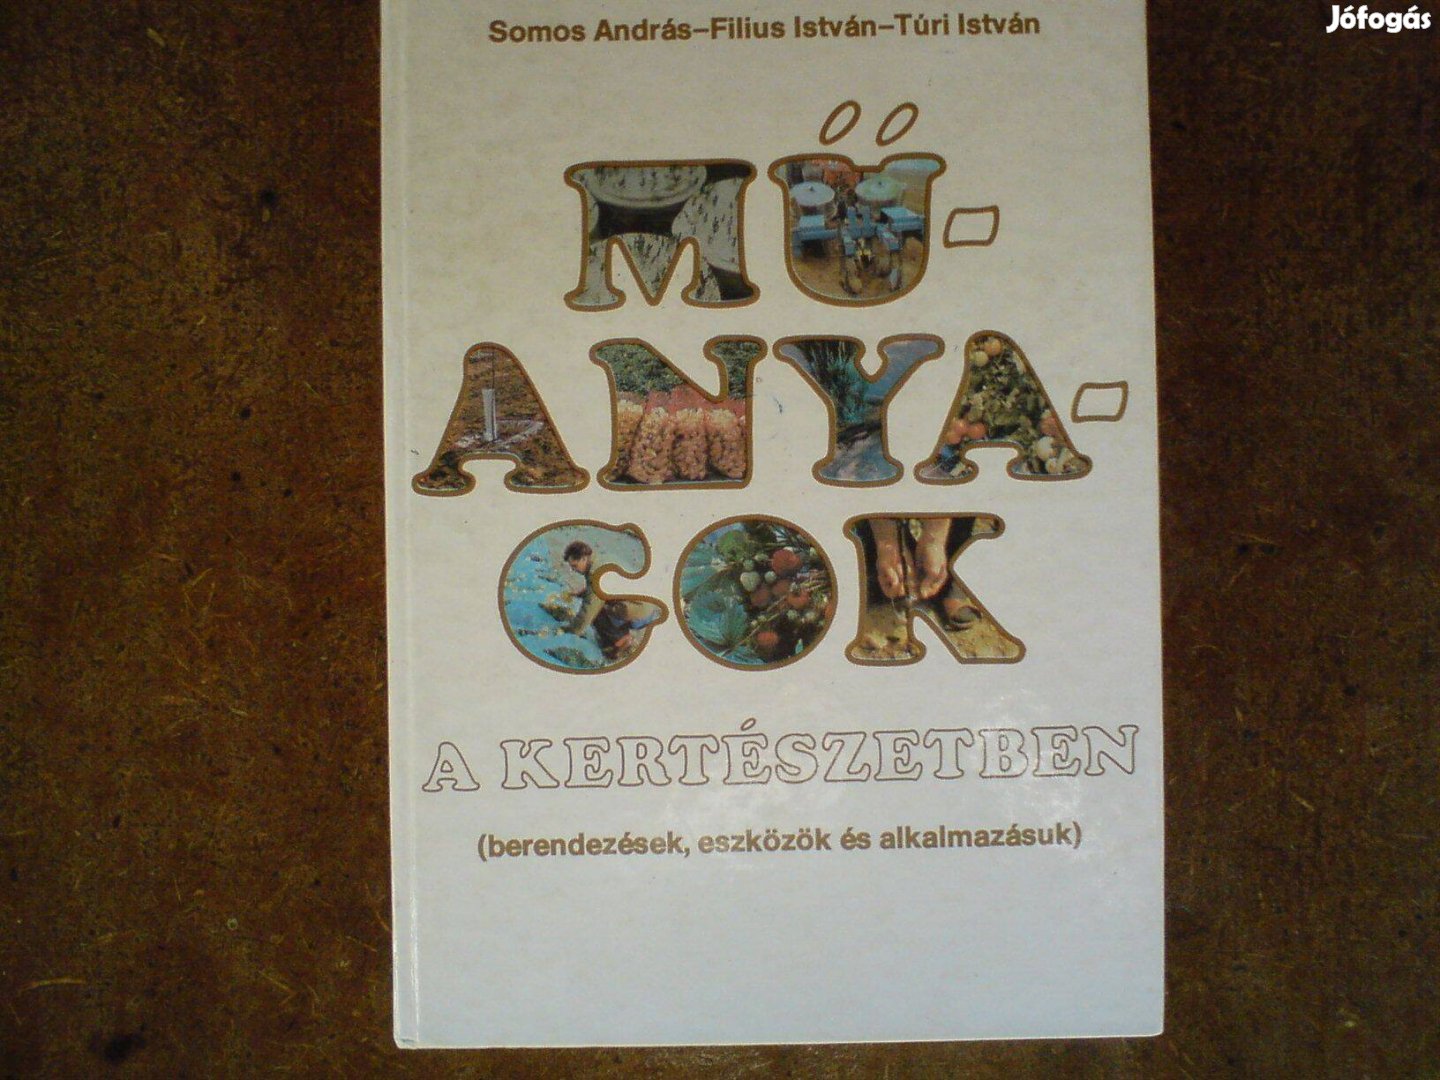 Jófogás
Somos András–Filius István–Túri István
MŰ-
ANYA-
GOK
A KERTÉSZETBEN
(berendezések, eszközök és alkalmazásuk)